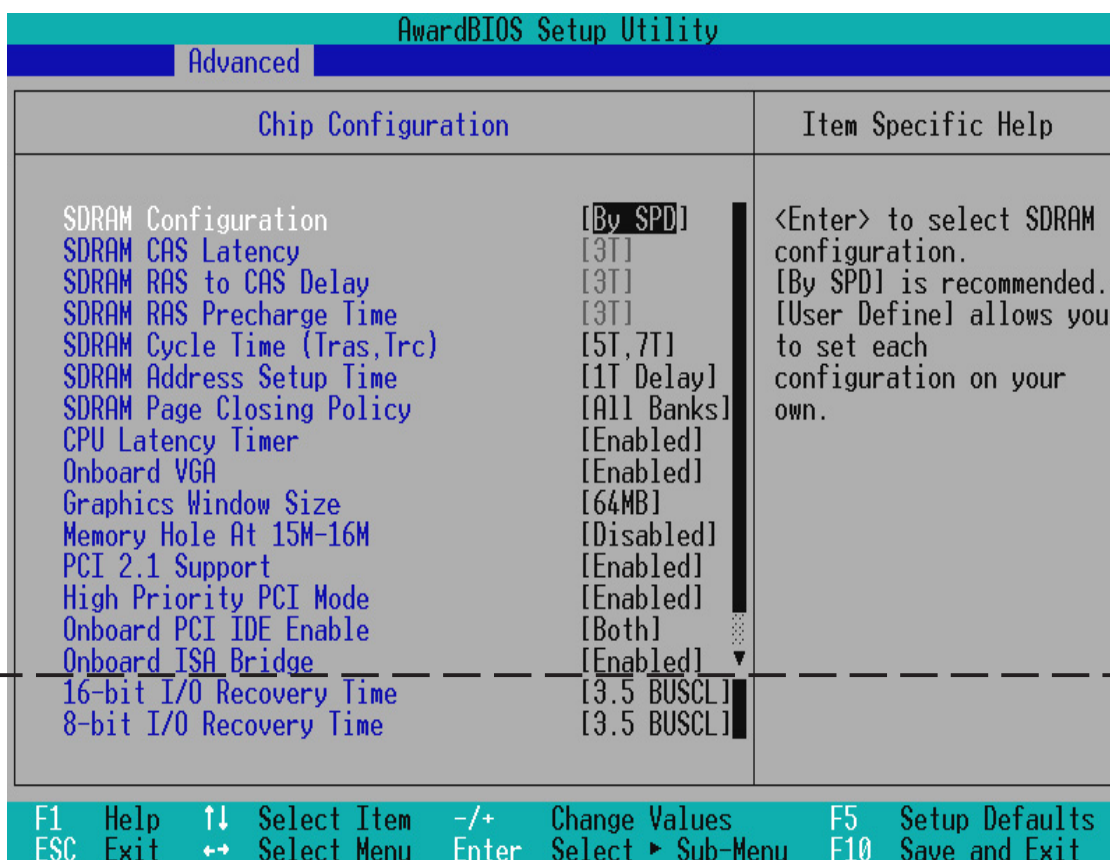 AwardBIOS Setup Utility
Advanced
Chip Configuration
Item Specific Help
SDRAM Configuration [By SPD]
SDRAM CAS Latency [3T]
SDRAM RAS to CAS Delay [3T]
SDRAM RAS Precharge Time [3T]
SDRAM Cycle Time (Tras,Trc) [5T,7T]
SDRAM Address Setup Time [1T Delay]
SDRAM Page Closing Policy [All Banks]
CPU Latency Timer [Enabled]
Onboard VGA [Enabled]
Graphics Window Size [64MB]
Memory Hole At 15M-16M [Disabled]
PCI 2.1 Support [Enabled]
High Priority PCI Mode [Enabled]
Onboard PCI IDE Enable [Both]
Onboard ISA Bridge [Enabled]
16-bit I/O Recovery Time [3.5 BUSCL]
8-bit I/O Recovery Time [3.5 BUSCL]
<Enter> to select SDRAM
configuration.
[By SPD] is recommended.
[User Define] allows you
to set each
configuration on your
own.
F1 Help ↑↓ Select Item -/+ Change Values F5 Setup Defaults
ESC Exit ←→ Select Menu Enter Select ► Sub-Menu F10 Save and Exit